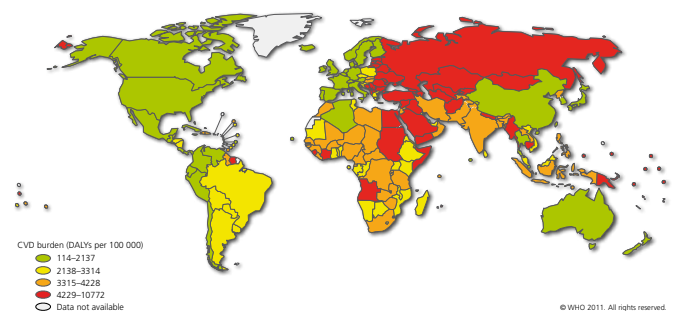 CVD burden (DALYs per 100 000)
114–2137
2138–3314
3315–4228
4229–10772
Data not available
© WHO 2011. All rights reserved.